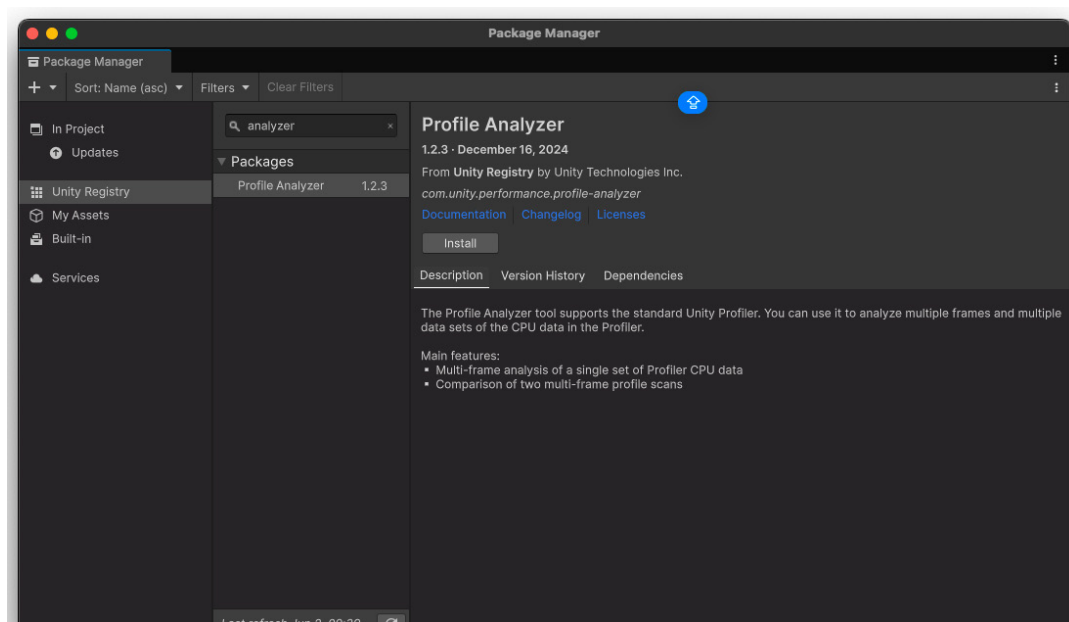 Package Manager
Package Manager
Sort: Name (asc)
Filters
Clear Filters
In Project
Updates
Unity Registry
My Assets
Built-in
Services
analyzer
Packages
Profile Analyzer 1.2.3
Profile Analyzer
1.2.3 · December 16, 2024
From Unity Registry by Unity Technologies Inc.
com.unity.performance.profile-analyzer
Documentation Changelog Licenses
Install
Description Version History Dependencies
The Profile Analyzer tool supports the standard Unity Profiler. You can use it to analyze multiple frames and multiple
data sets of the CPU data in the Profiler.
Main features:
▪ Multi-frame analysis of a single set of Profiler CPU data
▪ Comparison of two multi-frame profile scans
Last refresh